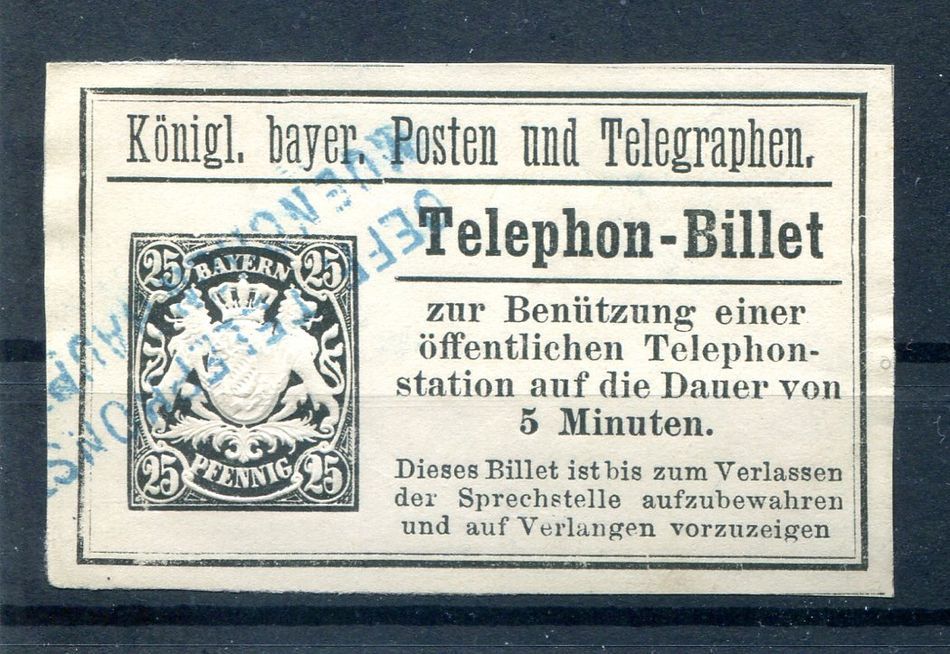 Königl. bayer. Posten und Telegraphen.
Telephon-Billet
zur Benützung einer
öffentlichen Telephon-
station auf die Dauer von
5 Minuten.
Dieses Billet ist bis zum Verlassen
der Sprechstelle aufzubewahren
und auf Verlangen vorzuzeigen
25 25
BAYERN
PFENNIG
25 25